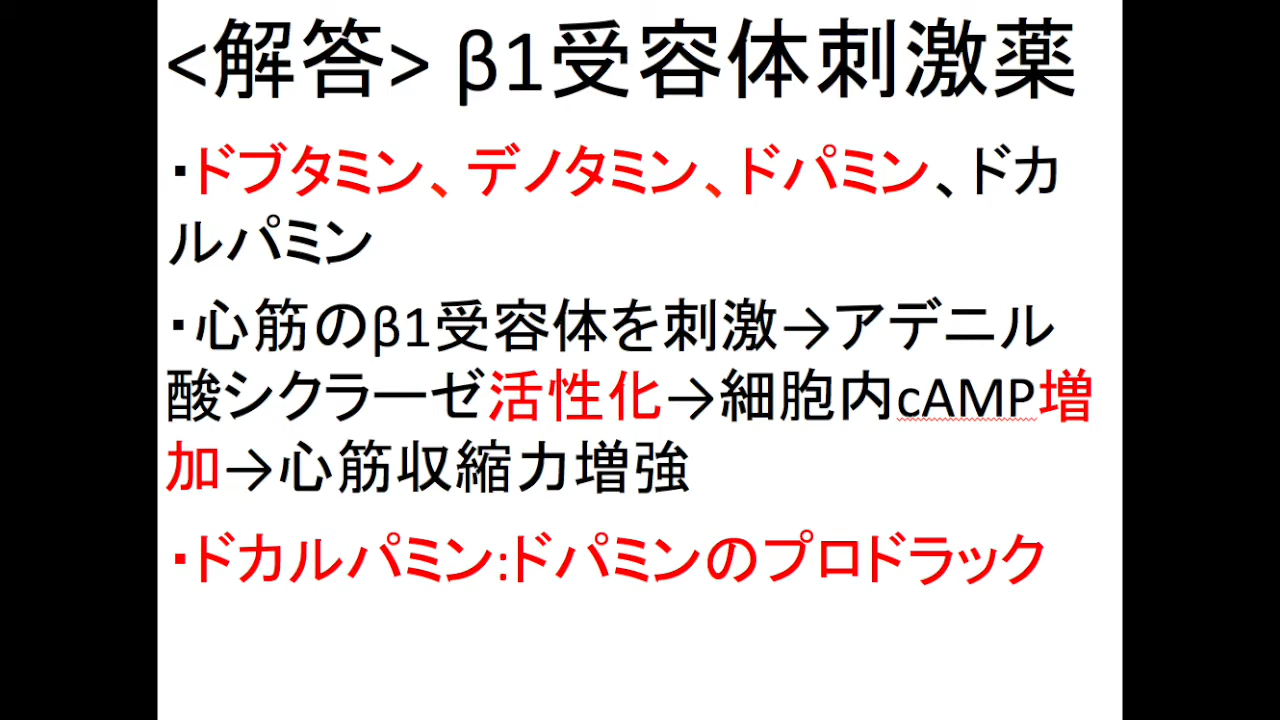 <解答> β1受容体刺激薬
・ドブタミン、デノタミン、ドパミン、ドカ
ルパミン
・心筋のβ1受容体を刺激→アデニル
酸シクラーゼ活性化→細胞内cAMP増
加→心筋収縮力増強
・ドカルパミン:ドパミンのプロドラック